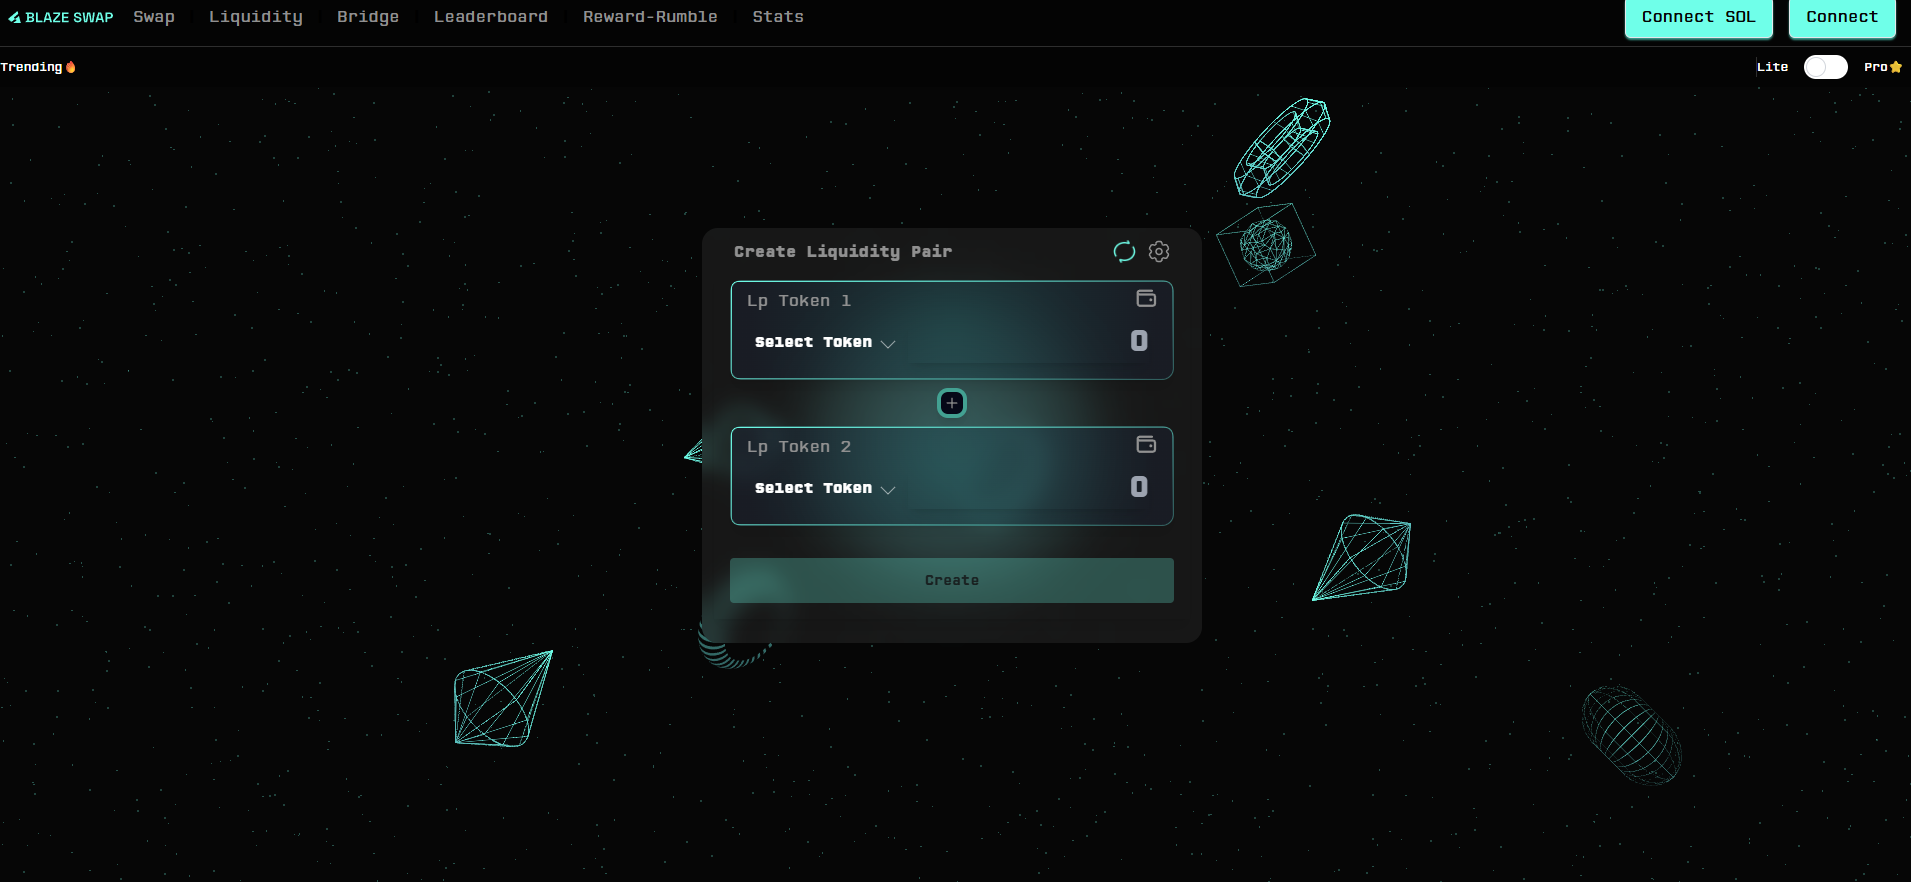 BLAZE SWAP Swap Liquidity Bridge Leaderboard Reward-Rumble Stats Connect SOL Connect
Trending🔥 Lite Pro⭐
Create Liquidity Pair
Lp Token 1
Select Token 0
Lp Token 2
Select Token 0
Create